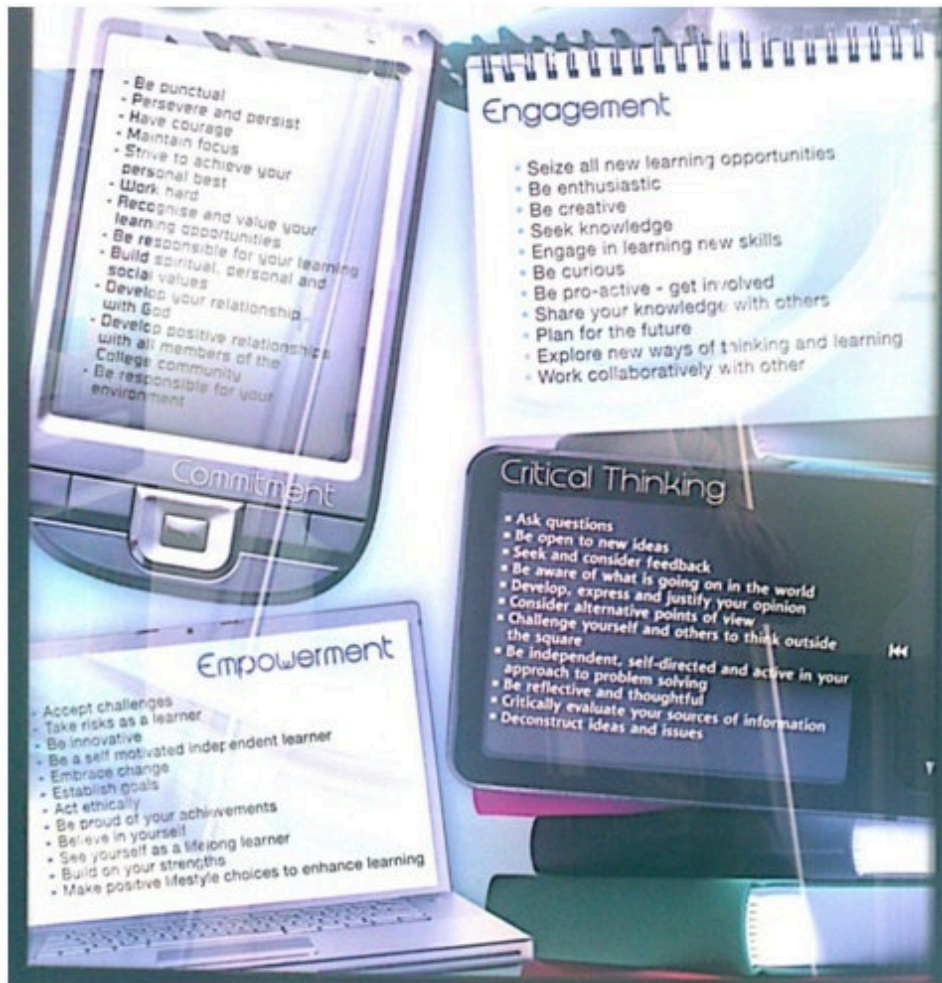 - Be punctual
- Persevere and persist
- Have courage
- Maintain focus
- Strive to achieve your
personal best
- Work hard
- Recognise and value your
learning opportunities
- Be responsible for your learning
- Build spiritual, personal and
social values
- Develop your relationship
with God
- Develop positive relationships
with all members of the
College community
- Be responsible for your
environment
Commitment
Engagement
• Seize all new learning opportunities
• Be enthusiastic
• Be creative
• Seek knowledge
• Engage in learning new skills
• Be curious
• Be pro-active - get involved
• Share your knowledge with others
• Plan for the future
• Explore new ways of thinking and learning
• Work collaboratively with other
Critical Thinking
▪ Ask questions
▪ Be open to new ideas
▪ Seek and consider feedback
▪ Be aware of what is going on in the world
▪ Develop, express and justify your opinion
▪ Consider alternative points of view
▪ Challenge yourself and others to think outside
the square
▪ Be independent, self-directed and active in your
approach to problem solving
▪ Be reflective and thoughtful
▪ Critically evaluate your sources of information
▪ Deconstruct ideas and issues
Empowerment
- Accept challenges
- Take risks as a learner
- Be innovative
- Be a self motivated independent learner
- Embrace change
- Establish goals
- Act ethically
- Be proud of your achievements
- Believe in yourself
- See yourself as a lifelong learner
- Build on your strengths
- Make positive lifestyle choices to enhance learning